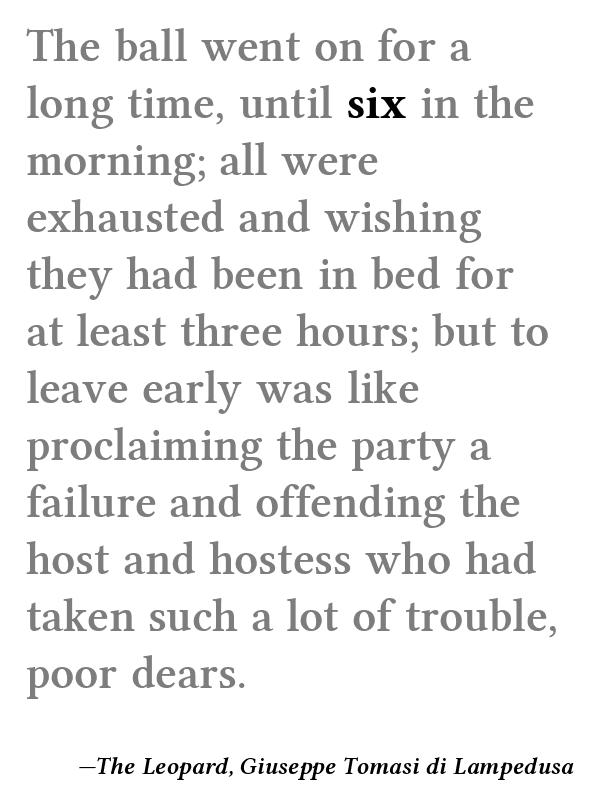 The ball went on for a
long time, until six in the
morning; all were
exhausted and wishing
they had been in bed for
at least three hours; but to
leave early was like
proclaiming the party a
failure and offending the
host and hostess who had
taken such a lot of trouble,
poor dears.
—The Leopard, Giuseppe Tomasi di Lampedusa